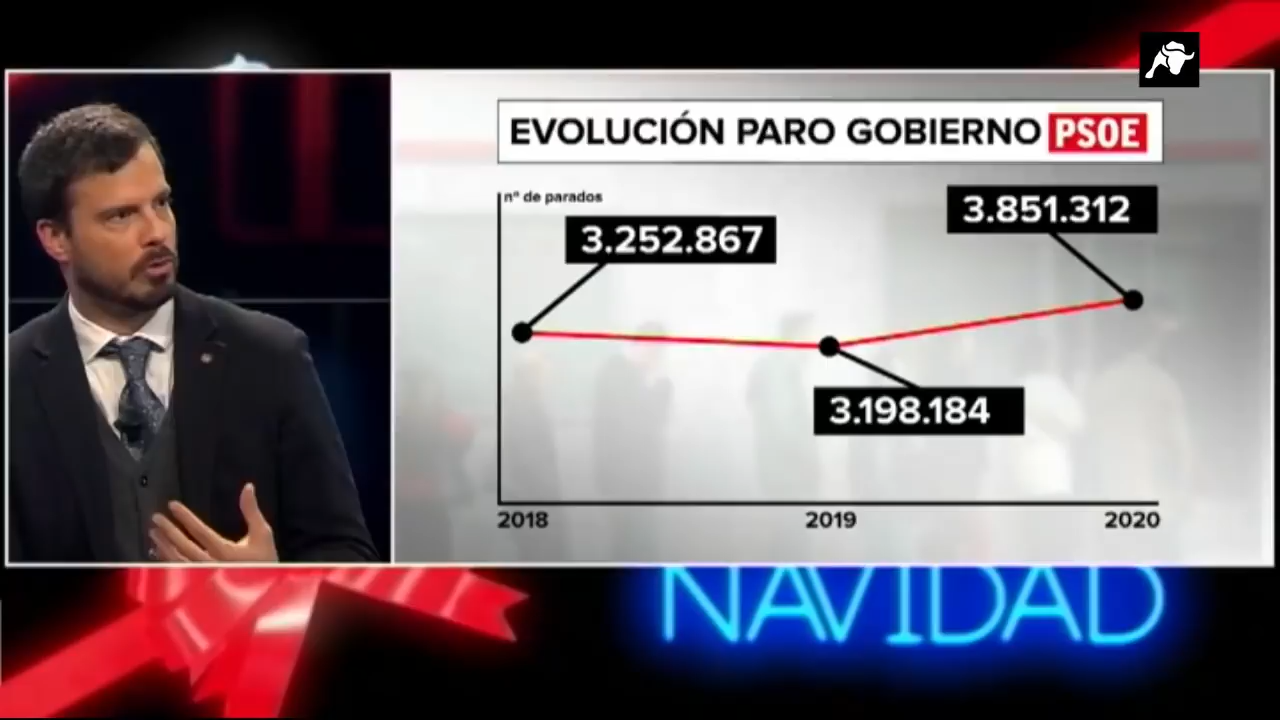 EVOLUCIÓN PARO GOBIERNO PSOE
nº de parados
3.252.867
3.851.312
3.198.184
2018 2019 2020
NAVIDAD